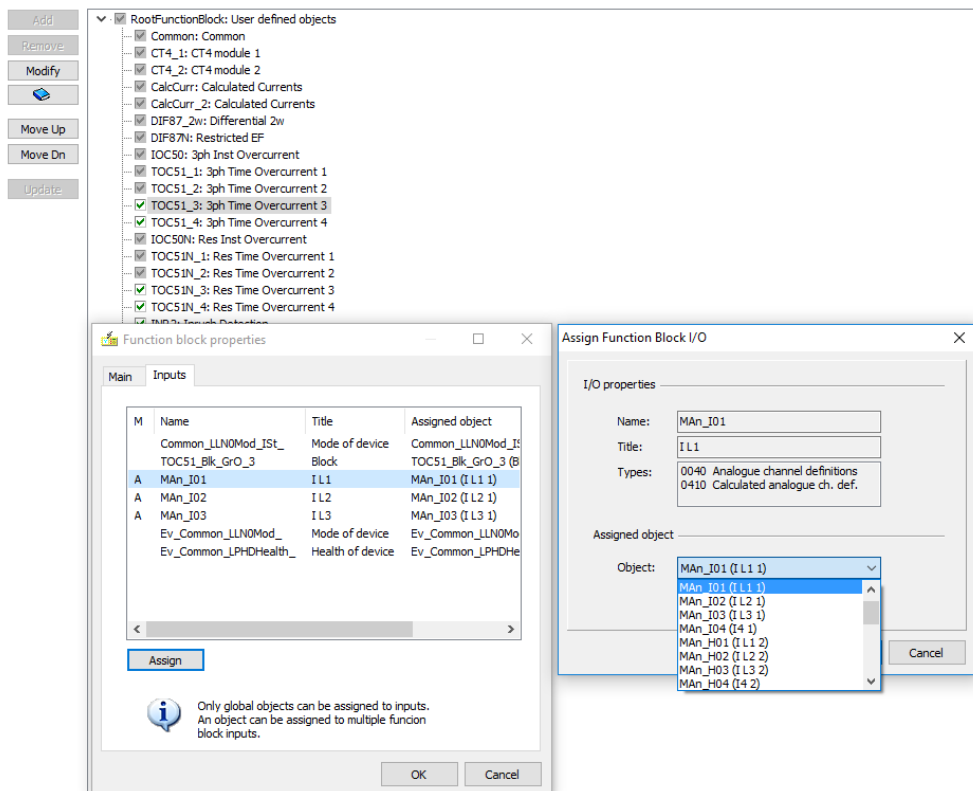 Add
Remove
Modify
Move Up
Move Dn
Update
RootFunctionBlock: User defined objects
Common: Common
CT4_1: CT4 module 1
CT4_2: CT4 module 2
CalcCurr: Calculated Currents
CalcCurr_2: Calculated Currents
DIF87_2w: Differential 2w
DIF87N: Restricted EF
IOC50: 3ph Inst Overcurrent
TOC51_1: 3ph Time Overcurrent 1
TOC51_2: 3ph Time Overcurrent 2
TOC51_3: 3ph Time Overcurrent 3
TOC51_4: 3ph Time Overcurrent 4
IOC50N: Res Inst Overcurrent
TOC51N_1: Res Time Overcurrent 1
TOC51N_2: Res Time Overcurrent 2
TOC51N_3: Res Time Overcurrent 3
TOC51N_4: Res Time Overcurrent 4
INR2: Inrush Detection
Function block properties
Main Inputs
M Name Title Assigned object
Common_LLN0Mod_ISt_ Mode of device Common_LLN0Mod_IS
TOC51_Blk_GrO_3 Block TOC51_Blk_GrO_3 (B
A MAn_I01 I L1 MAn_I01 (I L1 1)
A MAn_I02 I L2 MAn_I02 (I L2 1)
A MAn_I03 I L3 MAn_I03 (I L3 1)
Ev_Common_LLN0Mod_ Mode of device Ev_Common_LLN0Mo
Ev_Common_LPHDHealth_ Health of device Ev_Common_LPHDHe
Assign
Only global objects can be assigned to inputs.
An object can be assigned to multiple funcion
block inputs.
OK Cancel
Assign Function Block I/O
I/O properties
Name: MAn_I01
Title: I L1
Types: 0040 Analogue channel definitions
0410 Calculated analogue ch. def.
Assigned object
Object: MAn_I01 (I L1 1)
MAn_I01 (I L1 1)
MAn_I02 (I L2 1)
MAn_I03 (I L3 1)
MAn_I04 (I4 1)
MAn_H01 (I L1 2)
MAn_H02 (I L2 2)
MAn_H03 (I L3 2)
MAn_H04 (I4 2)
Cancel